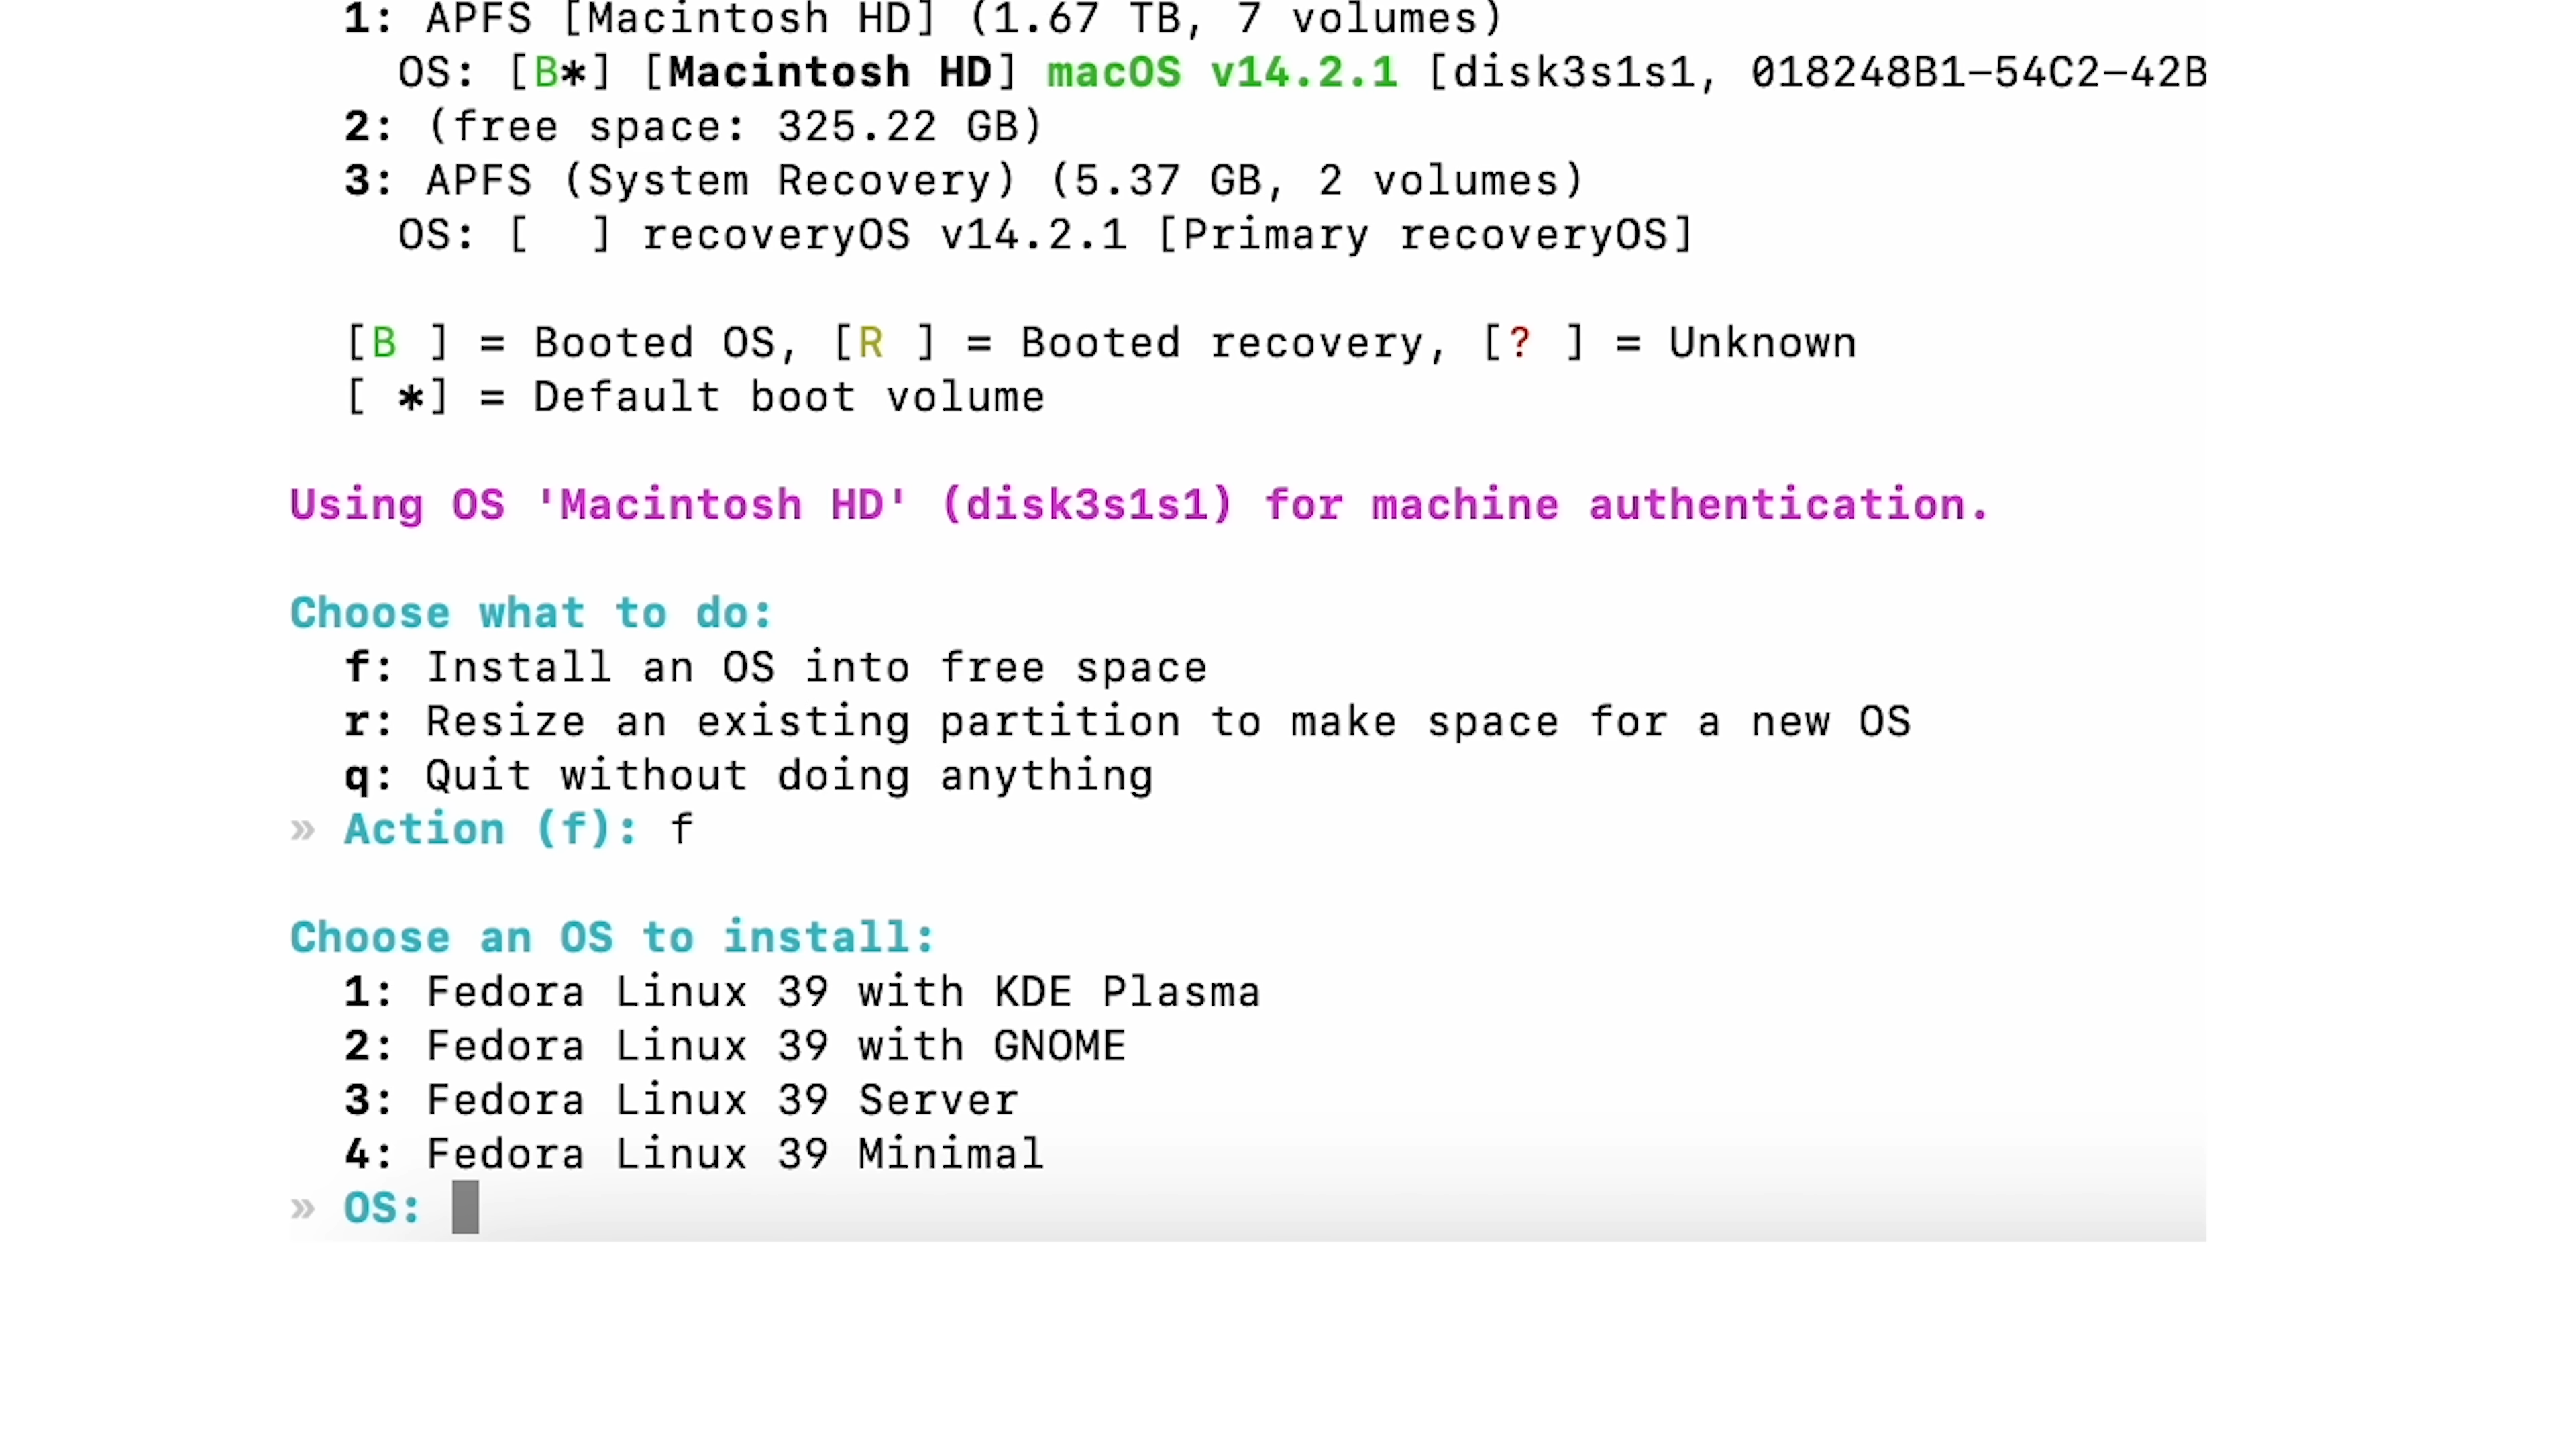 1: APFS [Macintosh HD] (1.67 TB, 7 volumes)
OS: [B*] [Macintosh HD] macOS v14.2.1 [disk3s1s1, 018248B1-54C2-42B
2: (free space: 325.22 GB)
3: APFS (System Recovery) (5.37 GB, 2 volumes)
OS: [  ] recoveryOS v14.2.1 [Primary recoveryOS]
[B ] = Booted OS, [R ] = Booted recovery, [? ] = Unknown
[ *] = Default boot volume
Using OS 'Macintosh HD' (disk3s1s1) for machine authentication.
Choose what to do:
f: Install an OS into free space
r: Resize an existing partition to make space for a new OS
q: Quit without doing anything
» Action (f): f
Choose an OS to install:
1: Fedora Linux 39 with KDE Plasma
2: Fedora Linux 39 with GNOME
3: Fedora Linux 39 Server
4: Fedora Linux 39 Minimal
» OS: